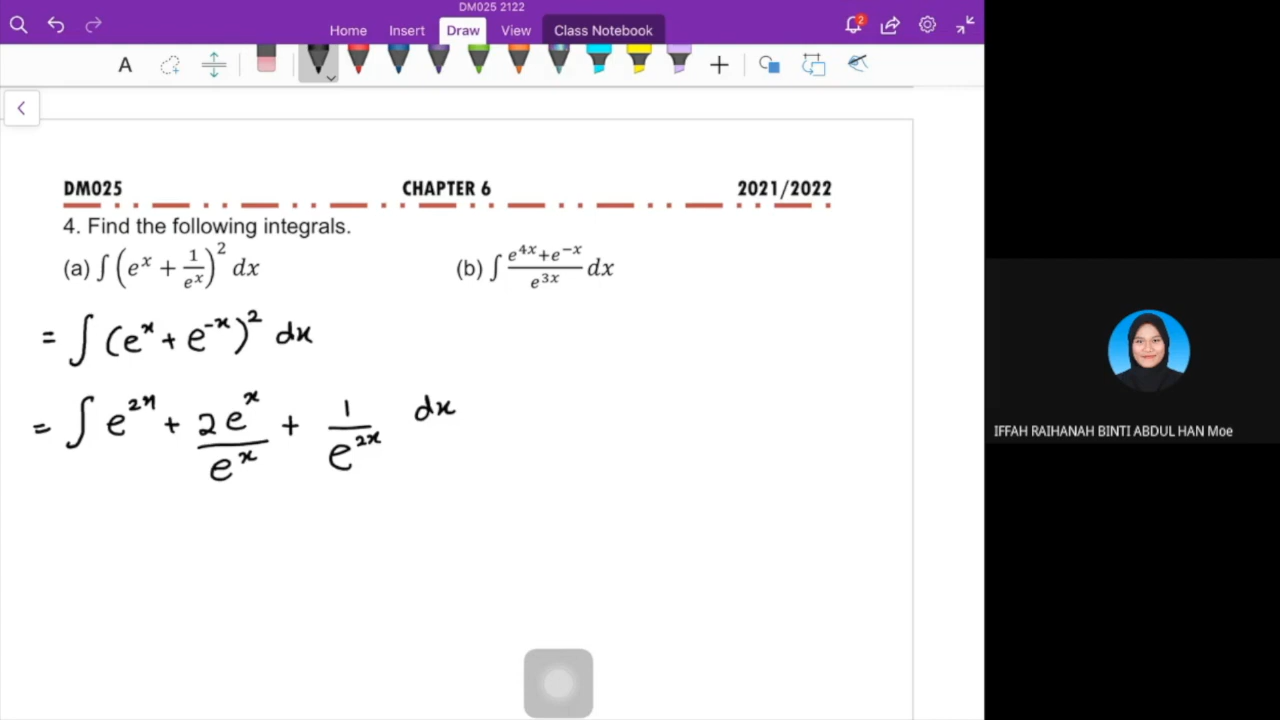 DM025 2122
Home Insert Draw View Class Notebook
2
A
DM025 CHAPTER 6 2021/2022
4. Find the following integrals.
(a) ∫ (eˣ + 1/eˣ)² dx (b) ∫ (e⁴ˣ+e⁻ˣ)/e³ˣ dx
= ∫ (eˣ + e⁻ˣ)² dx
= ∫ e²ˣ + 2eˣ/eˣ + 1/e²ˣ dx
IFFAH RAIHANAH BINTI ABDUL HAN Moe